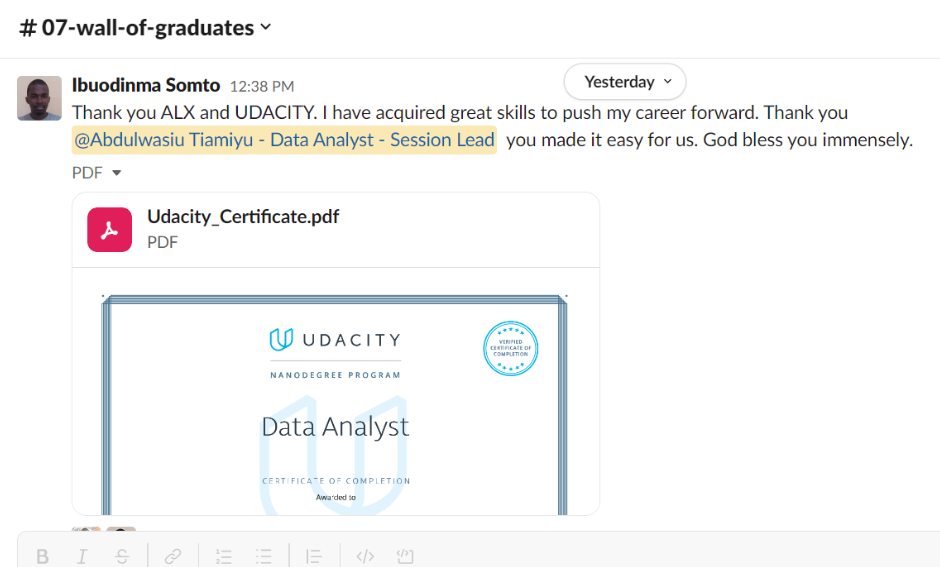 # 07-wall-of-graduates
Ibuodinma Somto 12:38 PM
Yesterday
Thank you ALX and UDACITY. I have acquired great skills to push my career forward. Thank you
@Abdulwasiu Tiamiyu - Data Analyst - Session Lead you made it easy for us. God bless you immensely.
PDF
Udacity_Certificate.pdf
PDF
UDACITY
VERIFIED
CERTIFICATE OF
COMPLETION
NANODEGREE PROGRAM
Data Analyst
CERTIFICATE OF COMPLETION
Awarded to
B I S